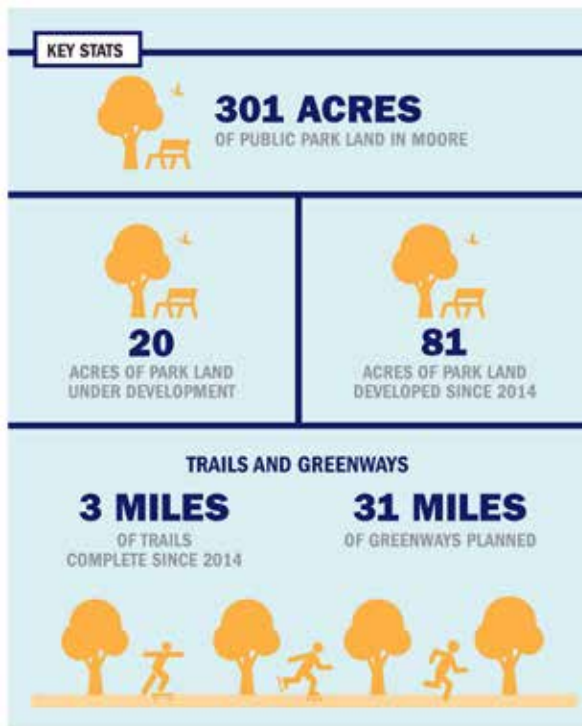 KEY STATS
301 ACRES
OF PUBLIC PARK LAND IN MOORE
20
ACRES OF PARK LAND
UNDER DEVELOPMENT
81
ACRES OF PARK LAND
DEVELOPED SINCE 2014
TRAILS AND GREENWAYS
3 MILES
OF TRAILS
COMPLETE SINCE 2014
31 MILES
OF GREENWAYS PLANNED